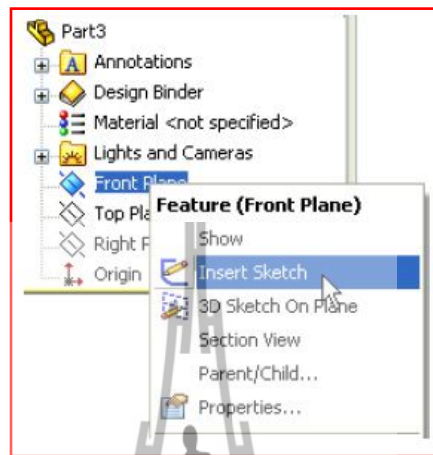 Part3
Annotations
Design Binder
Material <not specified>
Lights and Cameras
Front Plane
Top Pla
Right P
Origin
Feature (Front Plane)
Show
Insert Sketch
3D Sketch On Plane
Section View
Parent/Child...
Properties...